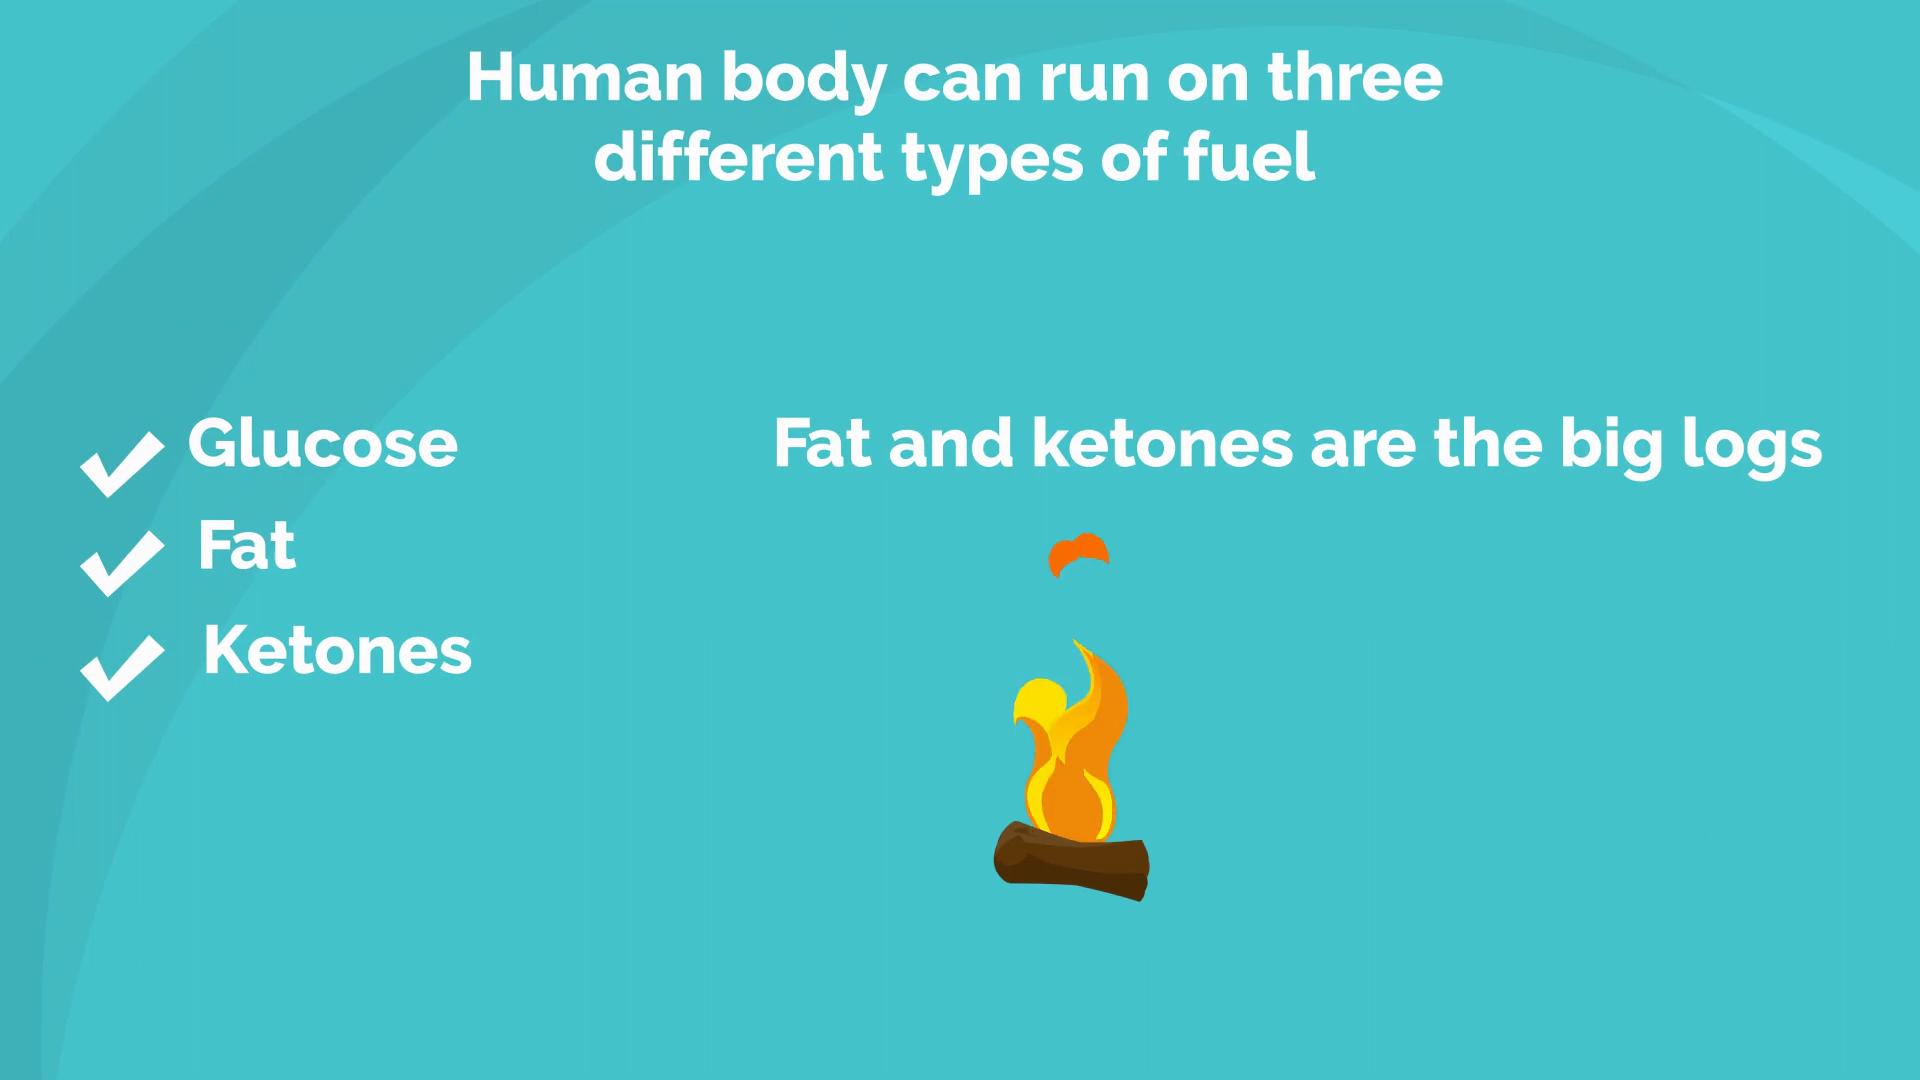 Human body can run on three
different types of fuel
Glucose
Fat
Ketones
Fat and ketones are the big logs